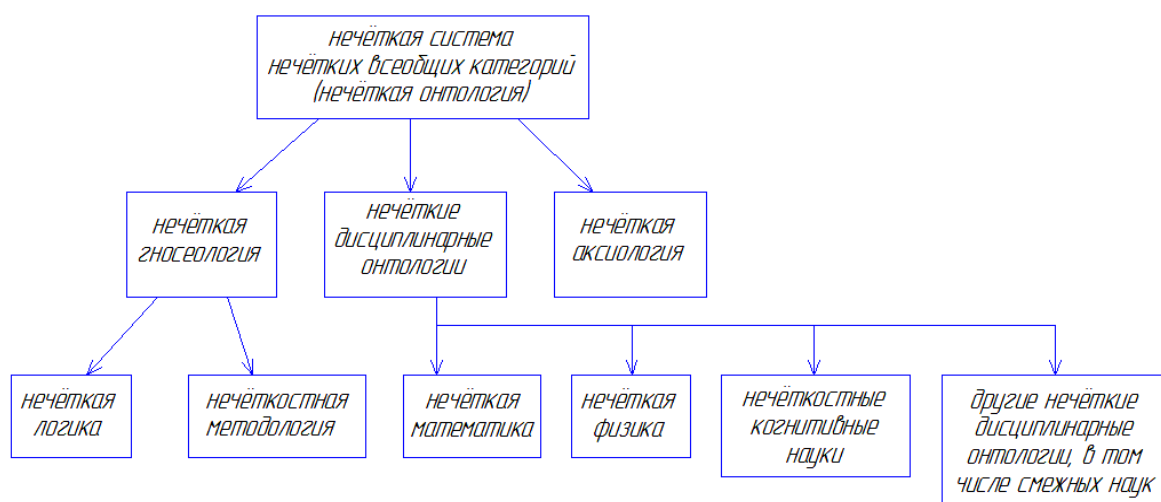 нечёткая система
нечётких всеобщих категорий
(нечёткая онтология)
нечёткая
гносеология
нечёткие
дисциплинарные
онтологии
нечёткая
аксиология
нечёткая
логика
нечёткостная
методология
нечёткая
математика
нечёткая
физика
нечёткостные
когнитивные
науки
другие нечёткие
дисциплинарные
онтологии, в том
числе смежных наук